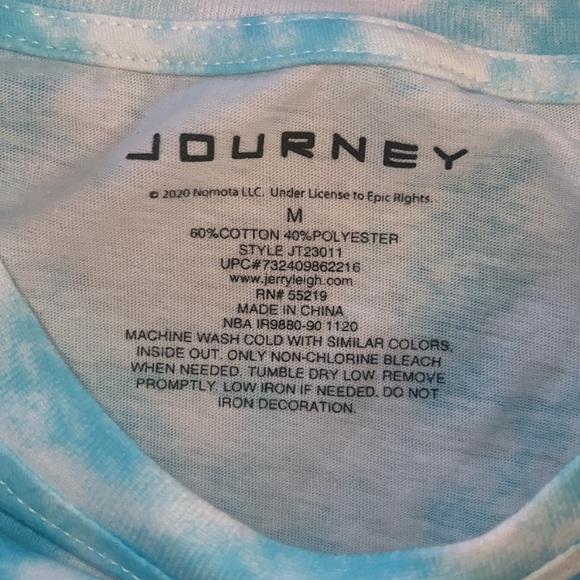 JOURNEY
© 2020 Nomota LLC. Under License to Epic Rights.
M
60%COTTON 40%POLYESTER
STYLE JT23011
UPC#732409862216
www.jerryleigh.com
RN# 55219
MADE IN CHINA
NBA IR9880-90 1120
MACHINE WASH COLD WITH SIMILAR COLORS,
INSIDE OUT. ONLY NON-CHLORINE BLEACH
WHEN NEEDED. TUMBLE DRY LOW. REMOVE
PROMPTLY. LOW IRON IF NEEDED. DO NOT
IRON DECORATION.